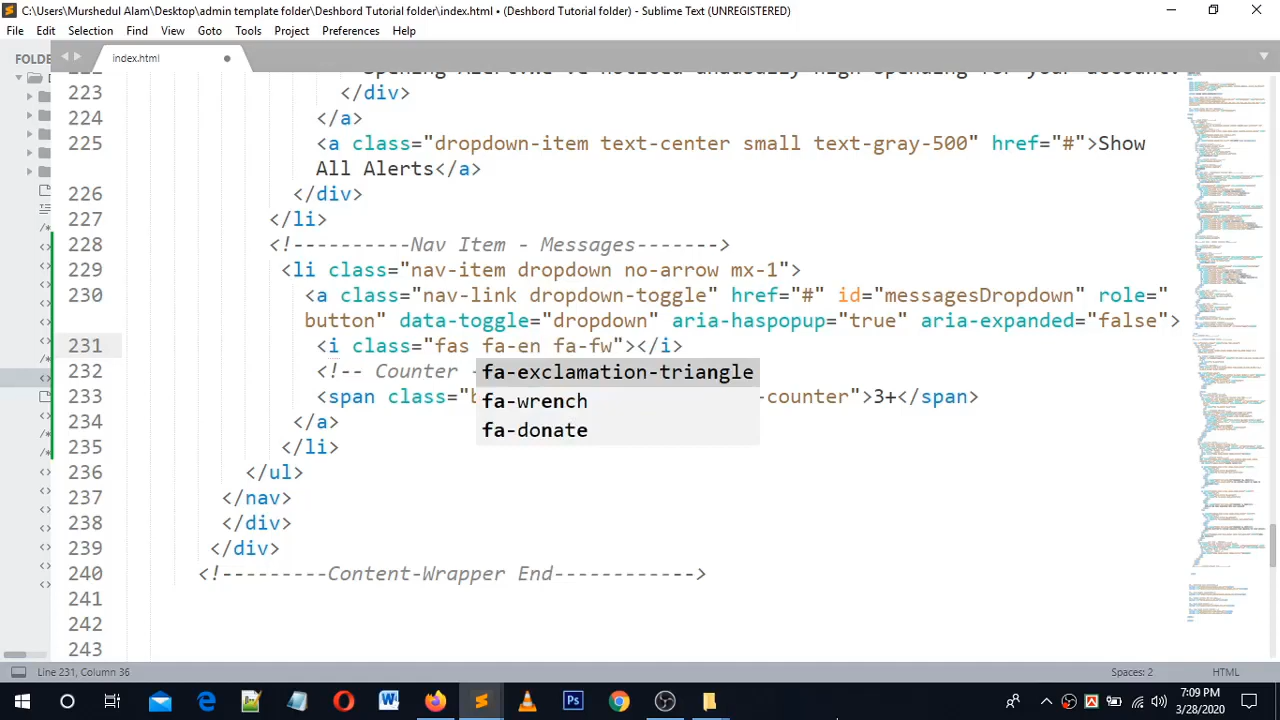 C:\Users\Murshedul Alam\Desktop\admin template folder\Deshbord Tutorial folder\index.html • (Deshbord Tutorial folder) - Sublime Text (UNREGISTERED)
File Edit Selection Find View Goto Tools Project Preferences Help
FOLDE
index.html
223 </div>
224 </a>
225 <a class="dropdown-item text-center small text-gray-500" href="#">Show
All Alerts</a>
226 </div>
227 </li>
228 <!----------Nav Item - Messages------->
229 <li class="nav-item dropdown no-arrow mx-1">
230 <a class="nav-link dropdown-toggle" href="#" id="messagesDropdown" role="
button" data-toggle="dropdown" aria-haspopup="true" aria-expanded="false">
231 <i class="fas fa-en fa-fw"></i>
232 <!-- Counter - fa-exclamation-triangle
fa-wrench
fa-donate
233 <span class="b -counter">3+</span>
234 </a>
235 </li>
236 </ul>
237 </nav>
238 </div>
239 </div>
240 <!---------Content-Wrapper End------------>
241
242
243
Line 231, Column 36
Spaces: 2
HTML
7:09 PM
3/28/2020